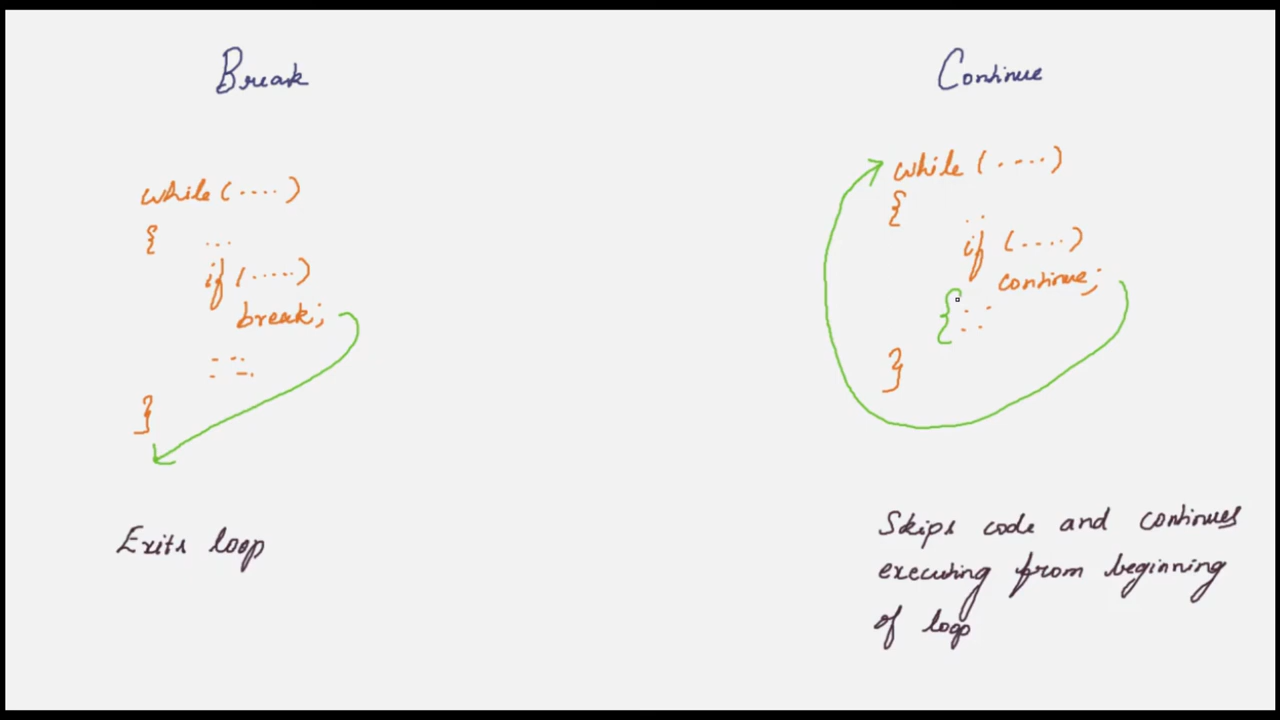 Break
while (....)
{ ...
if (.....)
break;
}
Exits loop
Continue
while (.....)
{
if (.....)
continue;
{
}
Skips code and continues
executing from beginning
of loop